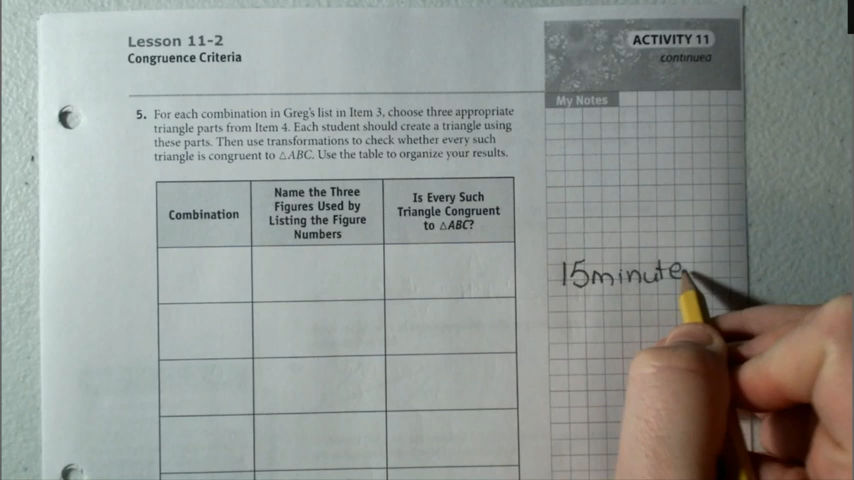 Lesson 11-2
Congruence Criteria
ACTIVITY 11
continued
My Notes
5. For each combination in Greg's list in Item 3, choose three appropriate
triangle parts from Item 4. Each student should create a triangle using
these parts. Then use transformations to check whether every such
triangle is congruent to △ABC. Use the table to organize your results.
Combination
Name the Three
Figures Used by
Listing the Figure
Numbers
Is Every Such
Triangle Congruent
to △ABC?
15minute